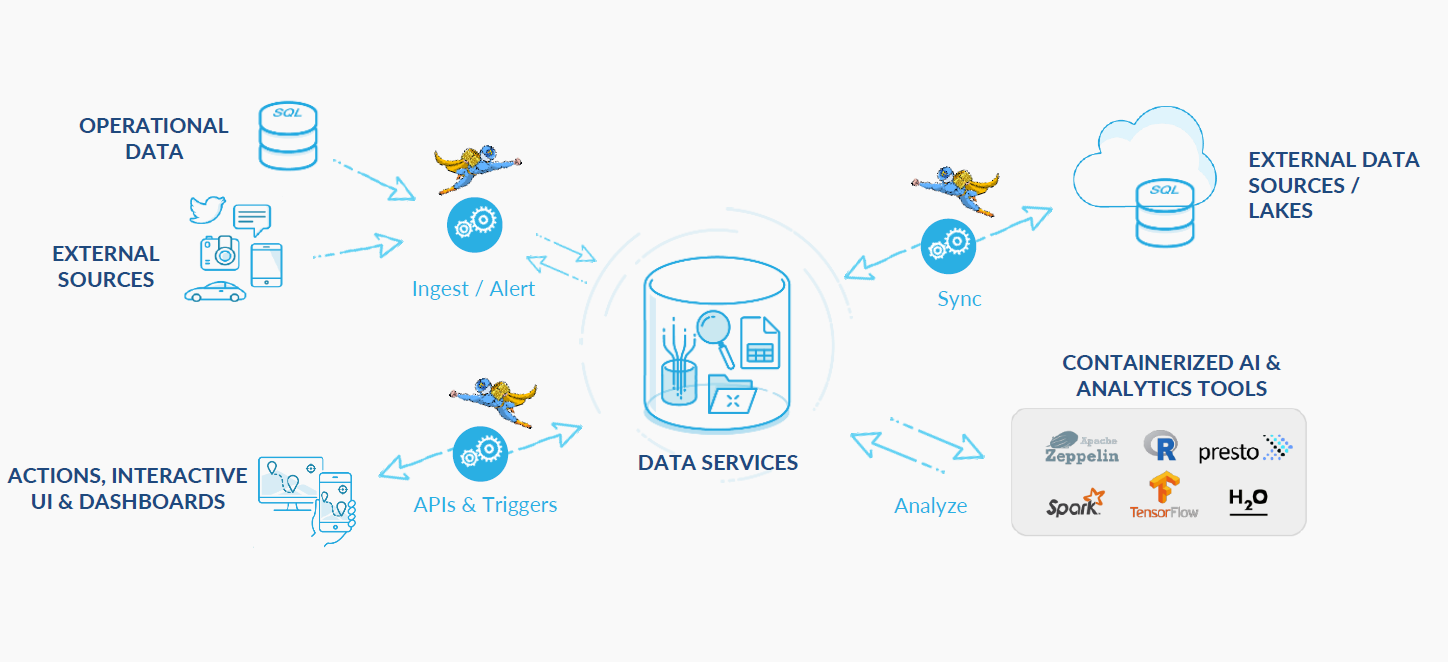 OPERATIONAL
DATA
SQL
EXTERNAL
SOURCES
Ingest / Alert
ACTIONS, INTERACTIVE
UI & DASHBOARDS
APIs & Triggers
DATA SERVICES
Sync
SQL
EXTERNAL DATA
SOURCES /
LAKES
Analyze
CONTAINERIZED AI &
ANALYTICS TOOLS
Apache
Zeppelin
R
presto
Spark
TensorFlow
H2O